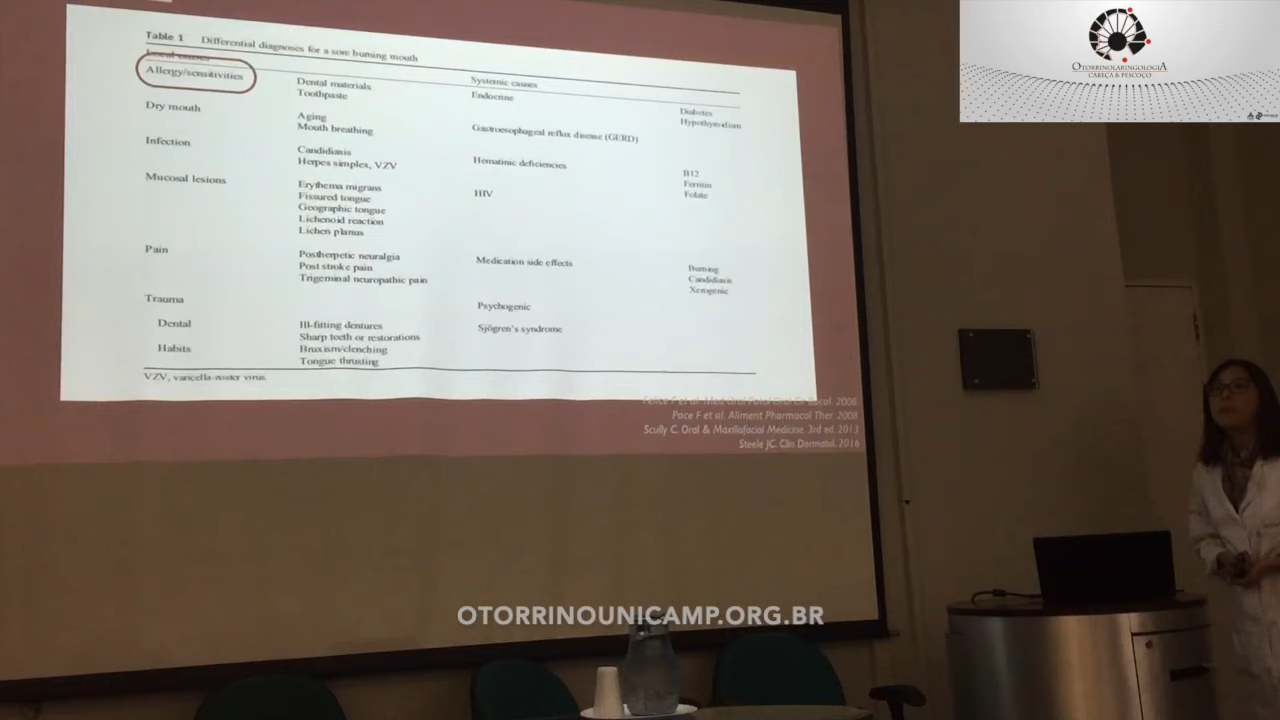 Table 1 Differential diagnoses for a sore burning mouth
Local causes
Allergy/sensitivities
Dental materials
Toothpaste
Systemic causes
Endocrine
Diabetes
Hypothyroidism
Dry mouth
Aging
Mouth breathing
Gastroesophageal reflux disease (GERD)
Infection
Candidiasis
Herpes simplex, VZV
Hematinic deficiencies
B12
Ferritin
Folate
Mucosal lesions
Erythema migrans
Fissured tongue
Geographic tongue
Lichenoid reaction
Lichen planus
HIV
Pain
Postherpetic neuralgia
Post stroke pain
Trigeminal neuropathic pain
Medication side effects
Burning
Candidiasis
Xerogenic
Trauma
Psychogenic
Dental
Ill-fitting dentures
Sharp teeth or restorations
Sjögren's syndrome
Habits
Bruxism/clenching
Tongue thrusting
VZV, varicella-zoster virus.
2008
Pace F et al. Aliment Pharmacol Ther. 2008
Scully C. Oral & Maxillofacial Medicine. 3rd ed. 2013
Steele JC. Clin Dermatol. 2016
OTORRINOLARINGOLOGIA
CABEÇA & PESCOÇO
OTORRINOUNICAMP.ORG.BR